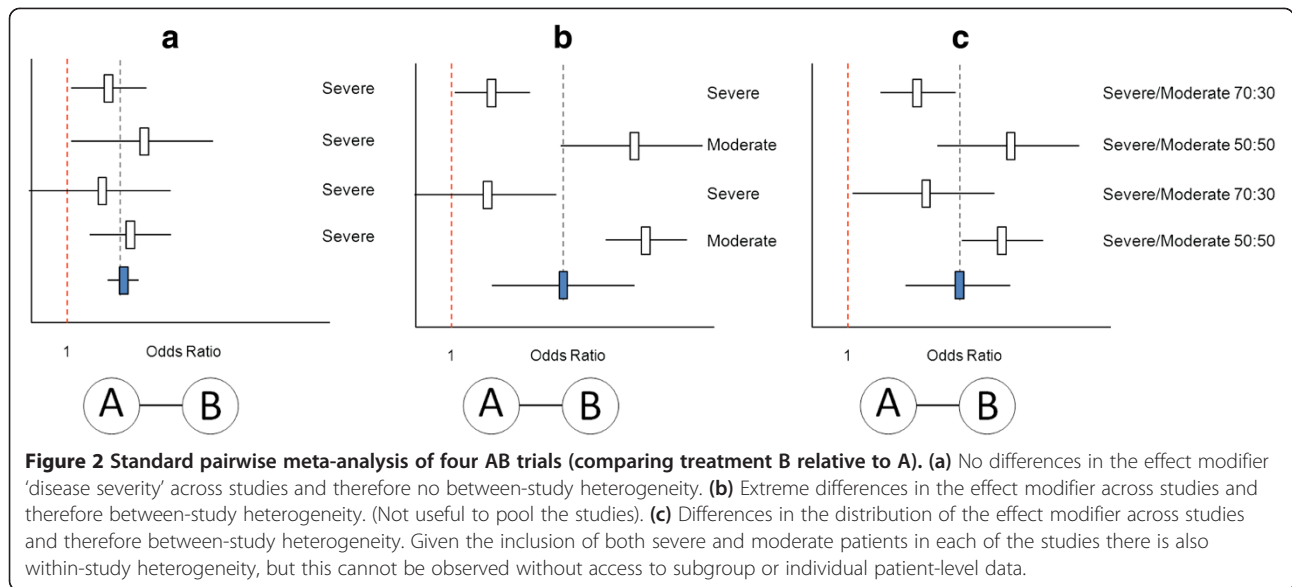 a b c
Severe
Severe
Severe
Severe
1 Odds Ratio
A B
Severe
Moderate
Severe
Moderate
1 Odds Ratio
A B
Severe/Moderate 70:30
Severe/Moderate 50:50
Severe/Moderate 70:30
Severe/Moderate 50:50
1 Odds Ratio
A B
Figure 2 Standard pairwise meta-analysis of four AB trials (comparing treatment B relative to A). (a) No differences in the effect modifier
‘disease severity’ across studies and therefore no between-study heterogeneity. (b) Extreme differences in the effect modifier across studies and
therefore between-study heterogeneity. (Not useful to pool the studies). (c) Differences in the distribution of the effect modifier across studies
and therefore between-study heterogeneity. Given the inclusion of both severe and moderate patients in each of the studies there is also
within-study heterogeneity, but this cannot be observed without access to subgroup or individual patient-level data.